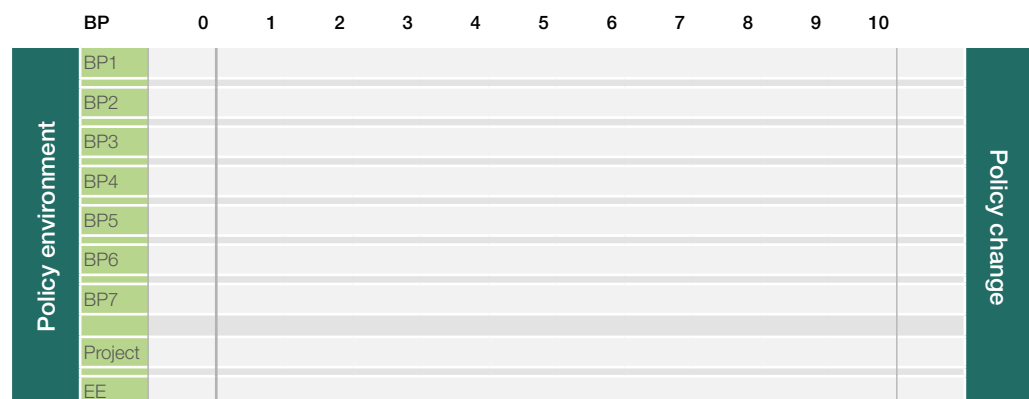 BP 0 1 2 3 4 5 6 7 8 9 10
Policy environment
BP1
BP2
BP3
BP4
BP5
BP6
BP7
Project
EE
Policy change